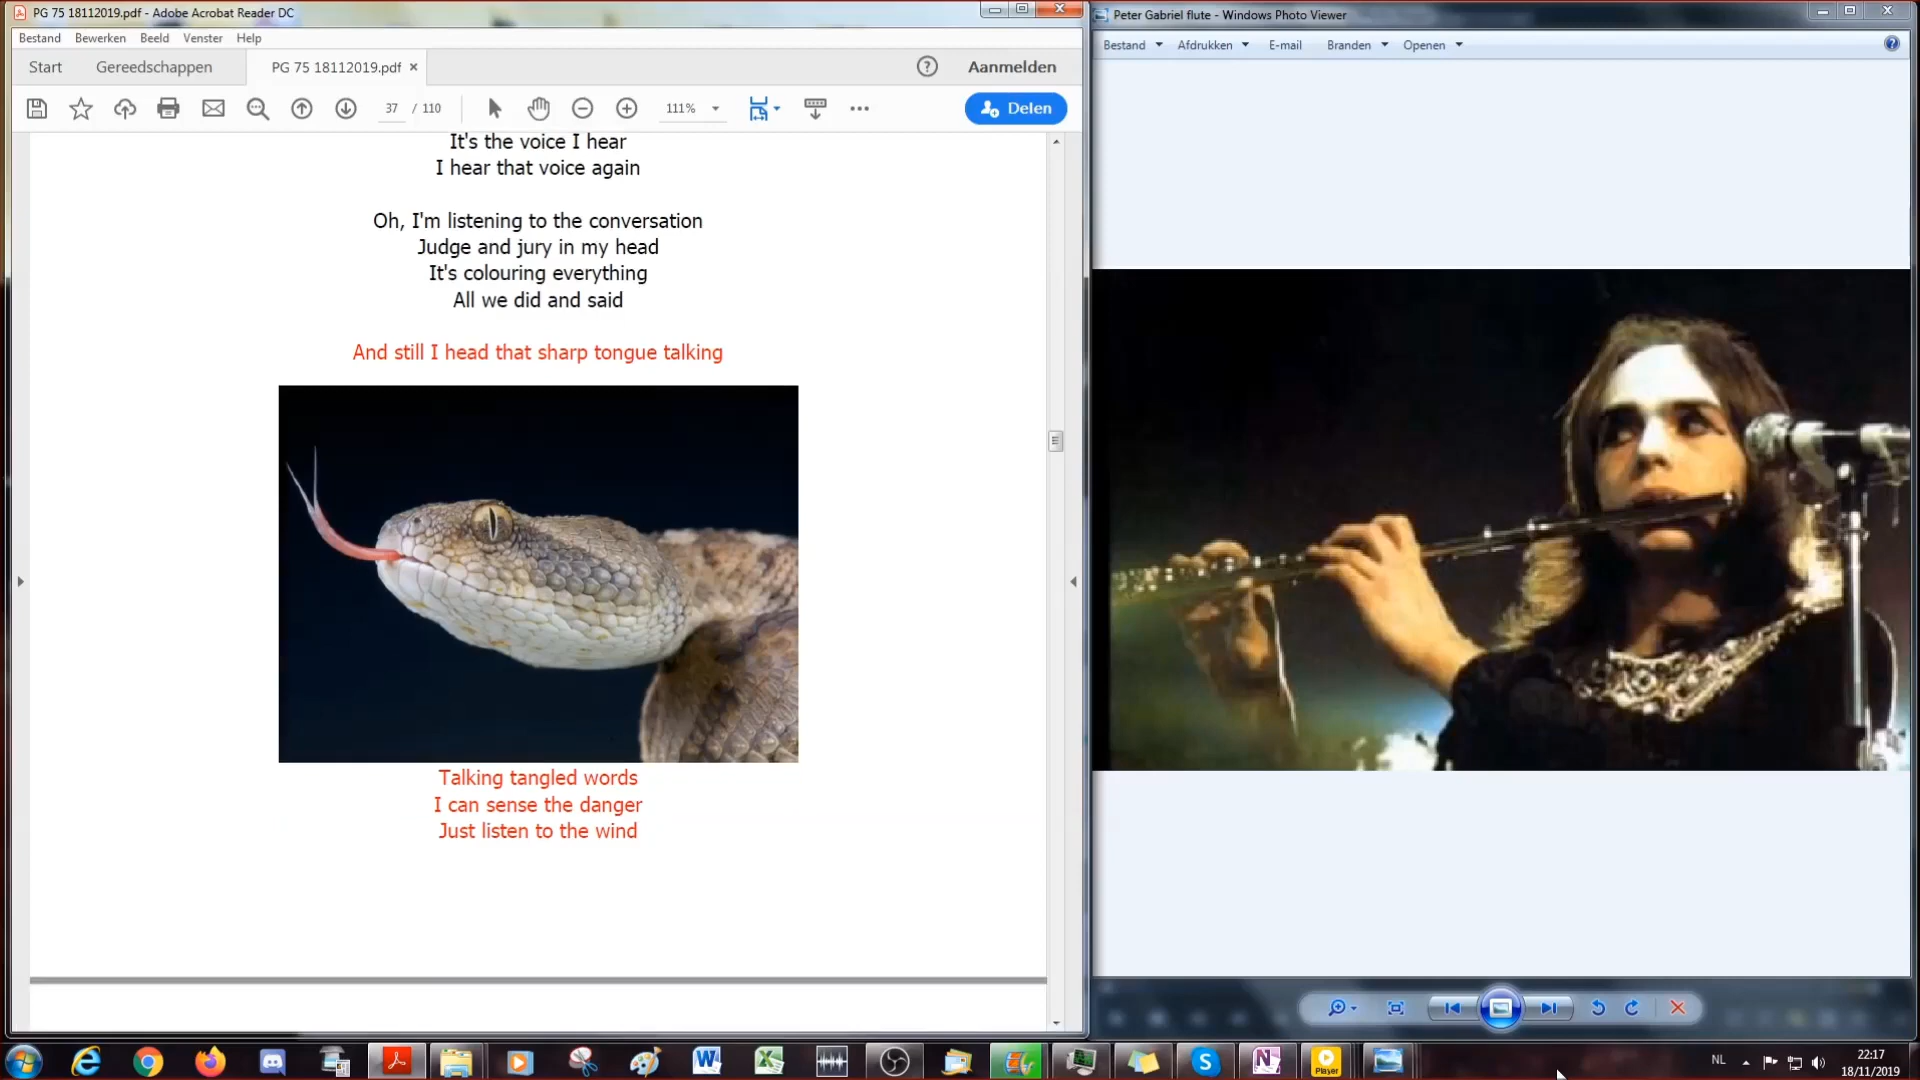 PG 75 18112019.pdf - Adobe Acrobat Reader DC
Bestand Bewerken Beeld Venster Help
Start Gereedschappen PG 75 18112019.pdf × Aanmelden
37 / 110 111% Delen
It's the voice I hear
I hear that voice again
Oh, I'm listening to the conversation
Judge and jury in my head
It's colouring everything
All we did and said
And still I head that sharp tongue talking
Talking tangled words
I can sense the danger
Just listen to the wind
Peter Gabriel flute - Windows Photo Viewer
Bestand Afdrukken E-mail Branden Openen
Player
NL
22:17
18/11/2019